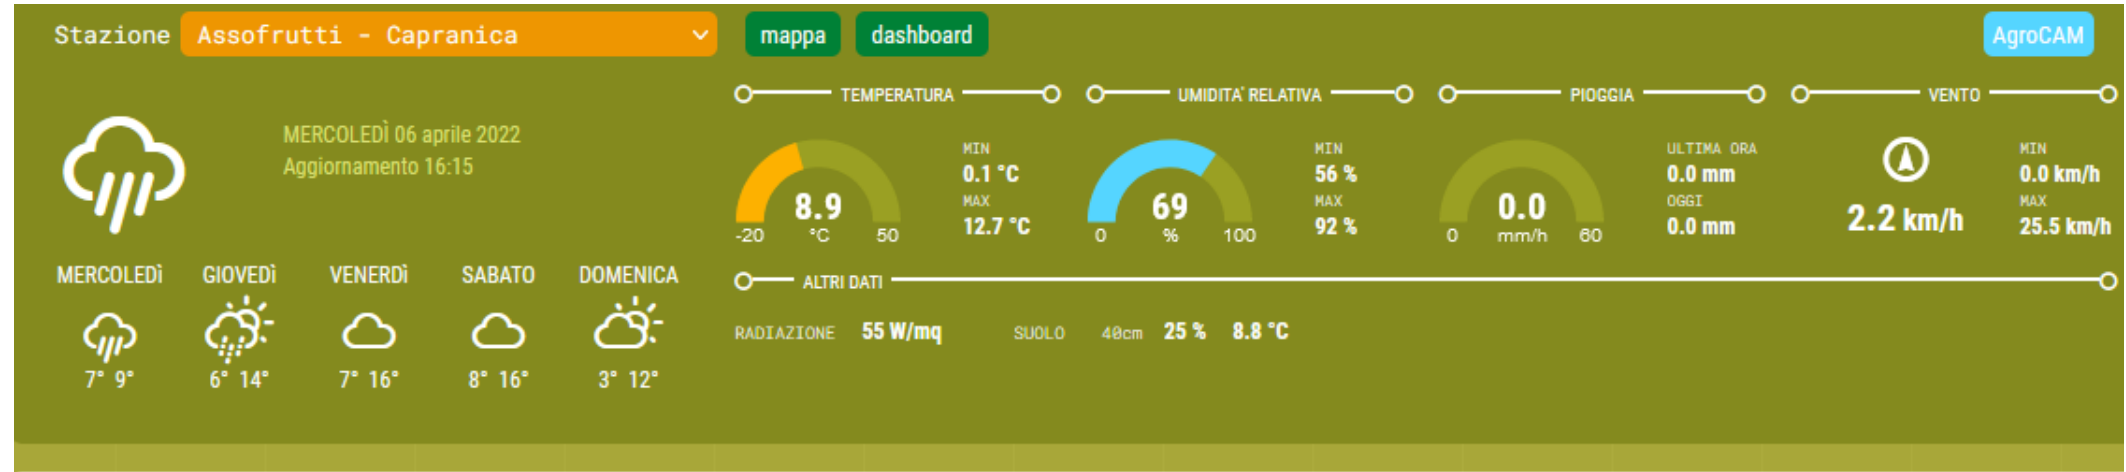 Stazione Assofrutti - Capranica mappa dashboard AgroCAM
MERCOLEDÌ 06 aprile 2022
Aggiornamento 16:15
MERCOLEDÌ GIOVEDÌ VENERDÌ SABATO DOMENICA
7° 9° 6° 14° 7° 16° 8° 16° 3° 12°
TEMPERATURA
8.9
°C
-20 50
MIN
0.1 °C
MAX
12.7 °C
UMIDITA' RELATIVA
69
%
0 100
MIN
56 %
MAX
92 %
PIOGGIA
0.0
mm/h
0 60
ULTIMA ORA
0.0 mm
OGGI
0.0 mm
VENTO
2.2 km/h
MIN
0.0 km/h
MAX
25.5 km/h
ALTRI DATI
RADIAZIONE 55 W/mq SUOLO 40cm 25 % 8.8 °C